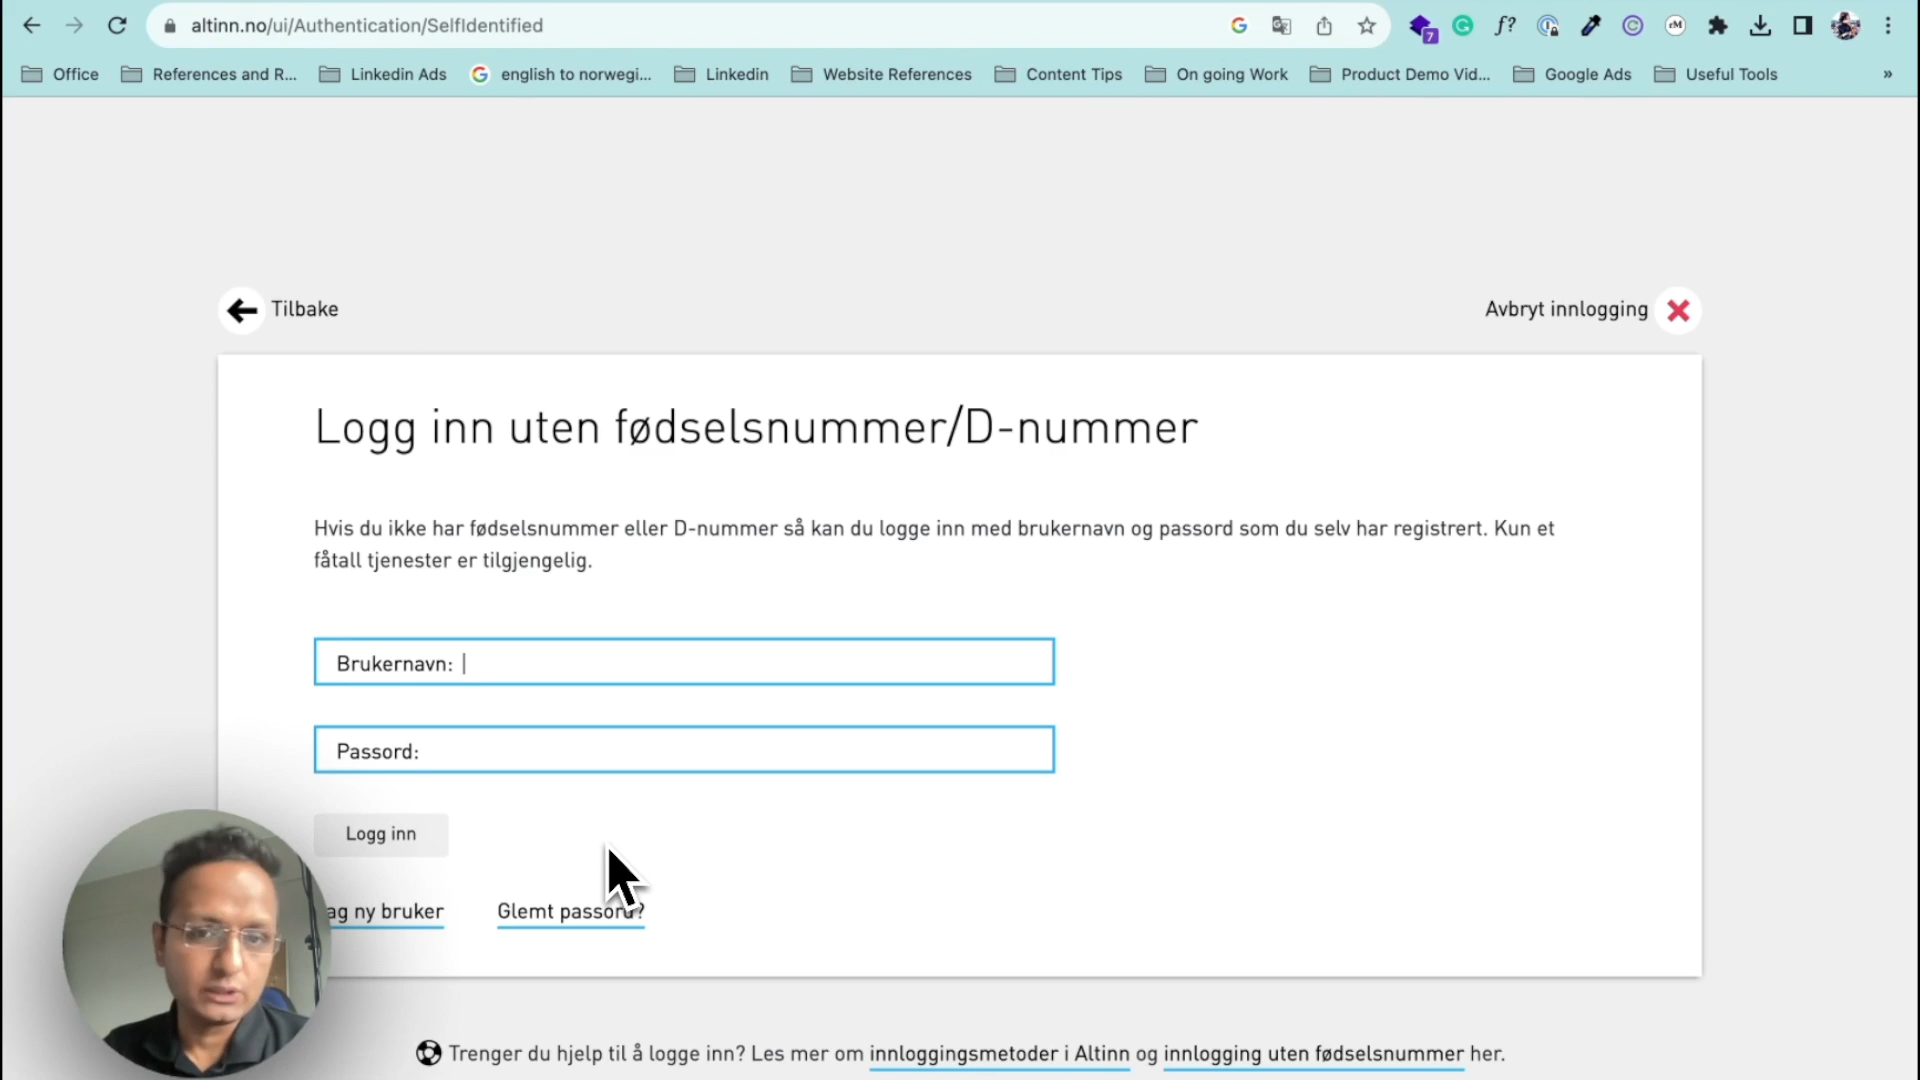 altinn.no/ui/Authentication/SelfIdentified
7
f?
rM
Office
References and R...
Linkedin Ads
english to norwegi...
Linkedin
Website References
Content Tips
On going Work
Product Demo Vid...
Google Ads
Useful Tools
»
Tilbake
Avbryt innlogging
Logg inn uten fødselsnummer/D-nummer
Hvis du ikke har fødselsnummer eller D-nummer så kan du logge inn med brukernavn og passord som du selv har registrert. Kun et
fåtall tjenester er tilgjengelig.
Brukernavn:
Passord:
Logg inn
ag ny bruker
Glemt passord?
Trenger du hjelp til å logge inn? Les mer om innloggingsmetoder i Altinn og innlogging uten fødselsnummer her.